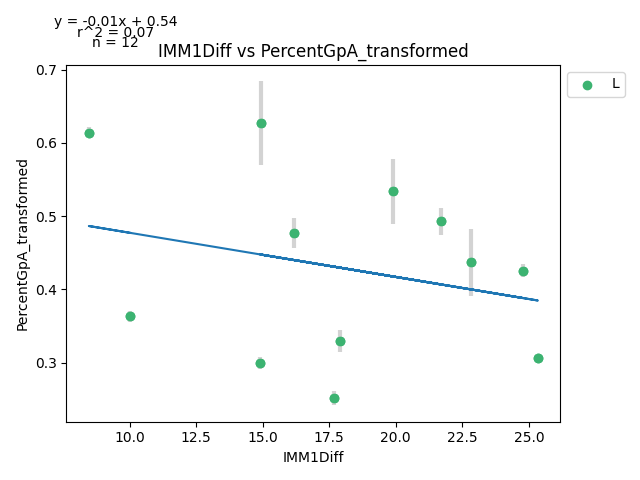 y = -0.01x + 0.54
r^2 = 0.07
n = 12
IMM1Diff vs PercentGpA_transformed
L
PercentGpA_transformed
0.7
0.6
0.5
0.4
0.3
10.0 12.5 15.0 17.5 20.0 22.5 25.0
IMM1Diff